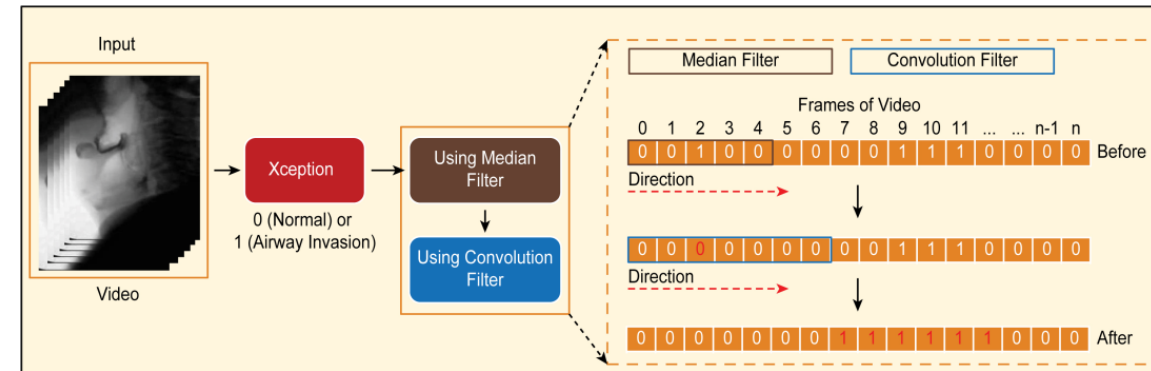 Input
Video
Xception
0 (Normal) or
1 (Airway Invasion)
Using Median
Filter
Using Convolution
Filter
Median Filter
Convolution Filter
Frames of Video
0 1 2 3 4 5 6 7 8 9 10 11 ... ... n-1 n
0 0 1 0 0 0 0 0 0 1 1 1 0 0 0 0 Before
Direction
0 0 0 0 0 0 0 0 0 1 1 1 0 0 0 0
Direction
0 0 0 0 0 0 0 1 1 1 1 1 1 0 0 0 After